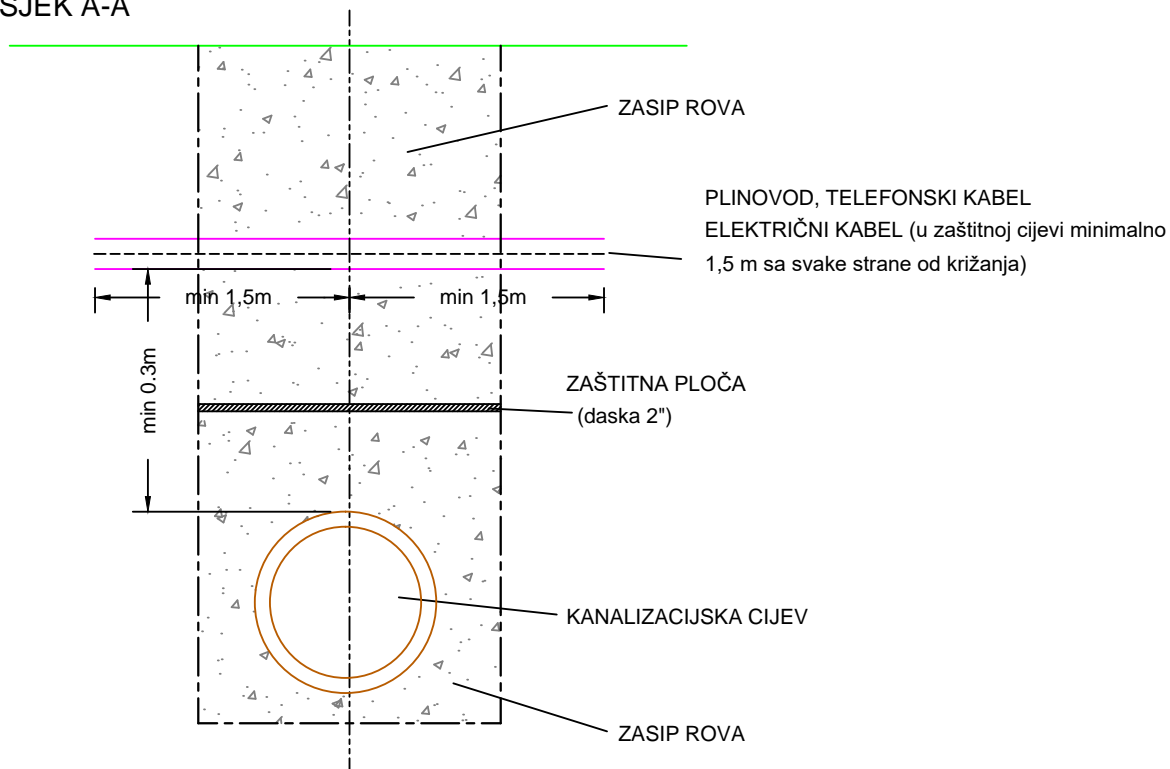 SJEK A-A
ZASIP ROVA
PLINOVOD, TELEFONSKI KABEL
ELEKTRIČNI KABEL (u zaštitnoj cijevi minimalno
1,5 m sa svake strane od križanja)
min 1,5m
min 1,5m
min 0.3m
ZAŠTITNA PLOČA
(daska 2")
KANALIZACIJSKA CIJEV
ZASIP ROVA